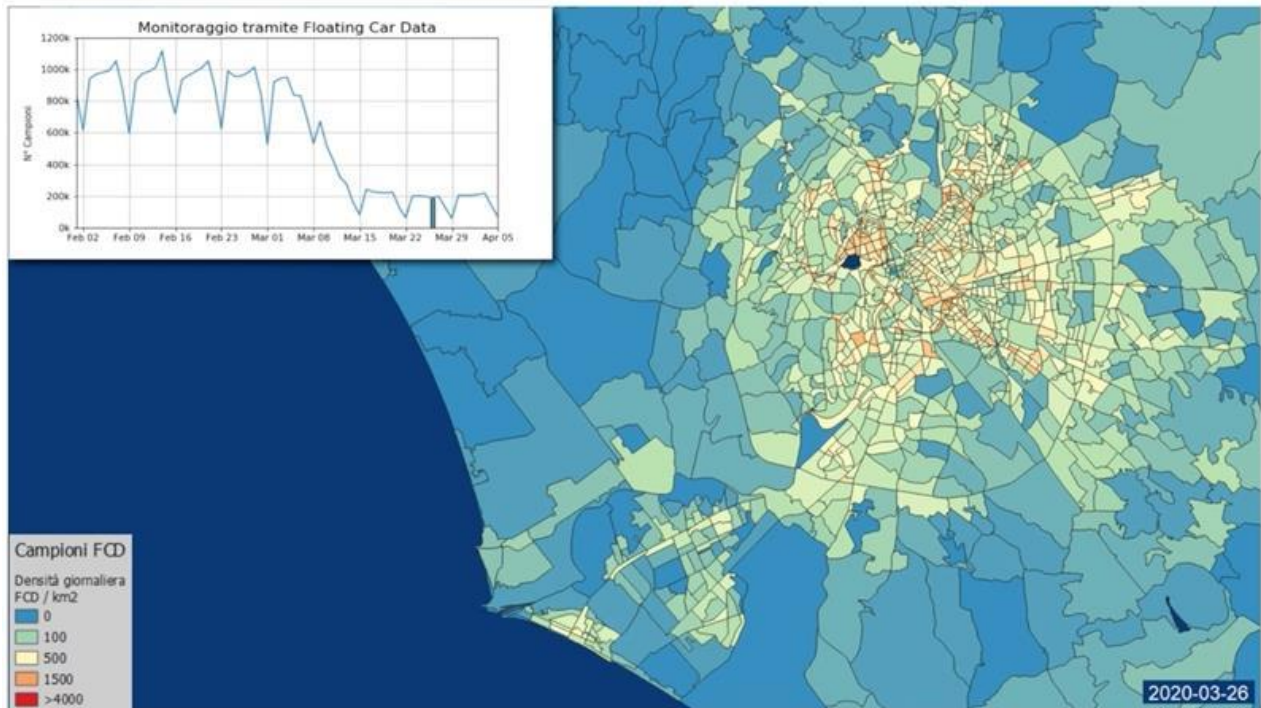 Monitoraggio tramite Floating Car Data
1200k
1000k
800k
600k
400k
200k
0k
N° Campioni
Feb 02 Feb 09 Feb 16 Feb 23 Mar 01 Mar 08 Mar 15 Mar 22 Mar 29 Apr 05
Campioni FCD
Densità giornaliera
FCD / km2
0
100
500
1500
>4000
2020-03-26